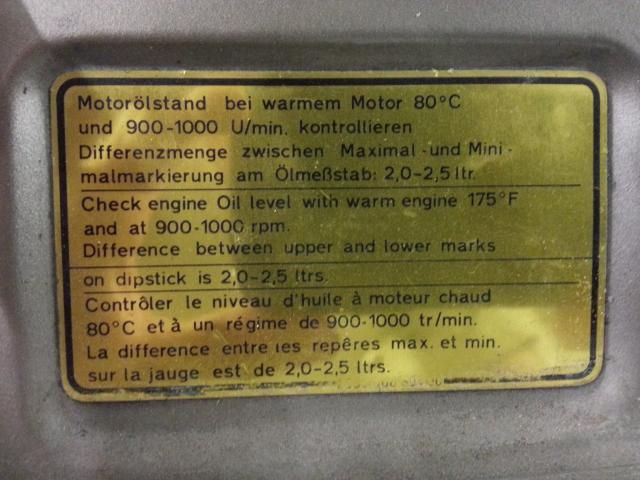 Motorölstand bei warmem Motor 80°C
und 900-1000 U/min. kontrollieren
Differenzmenge zwischen Maximal-und Mini-
malmarkierung am Ölmeßstab: 2,0-2,5 ltr.
Check engine Oil level with warm engine 175°F
and at 900-1000 rpm.
Difference between upper and lower marks
on dipstick is 2,0-2,5 ltrs.
Contrôler le niveau d'huile à moteur chaud
80°C et à un régime de 900-1000 tr/min.
La difference entre les repêres max. et min.
sur la jauge est de 2,0-2,5 ltrs.